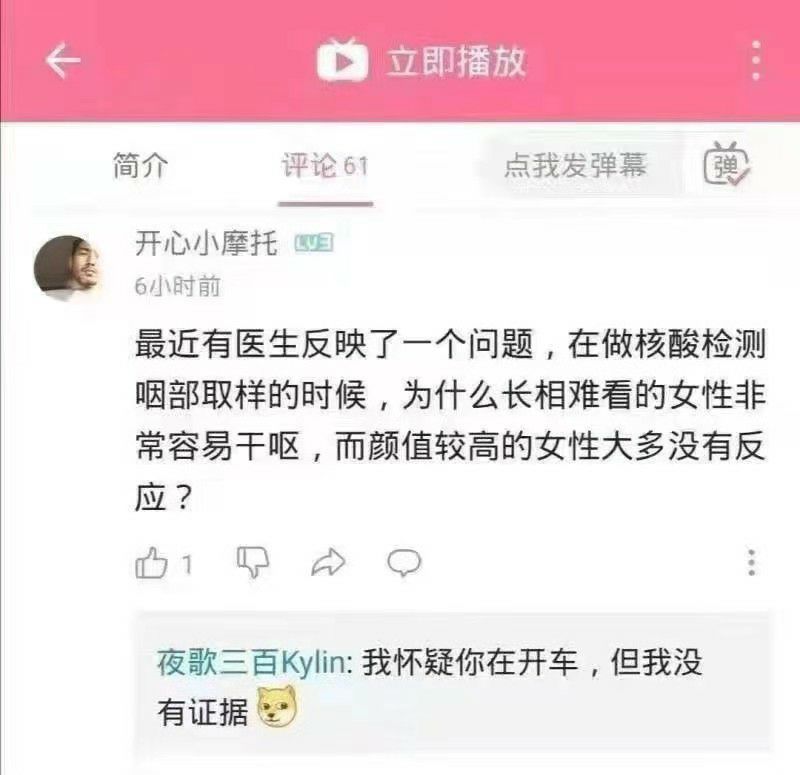 立即播放
简介
评论 61
点我发弹幕
弹
开心小摩托 LV3
6小时前
最近有医生反映了一个问题，在做核酸检测
咽部取样的时候，为什么长相难看的女性非
常容易干呕，而颜值较高的女性大多没有反
应？
1
夜歌三百Kylin: 我怀疑你在开车，但我没
有证据